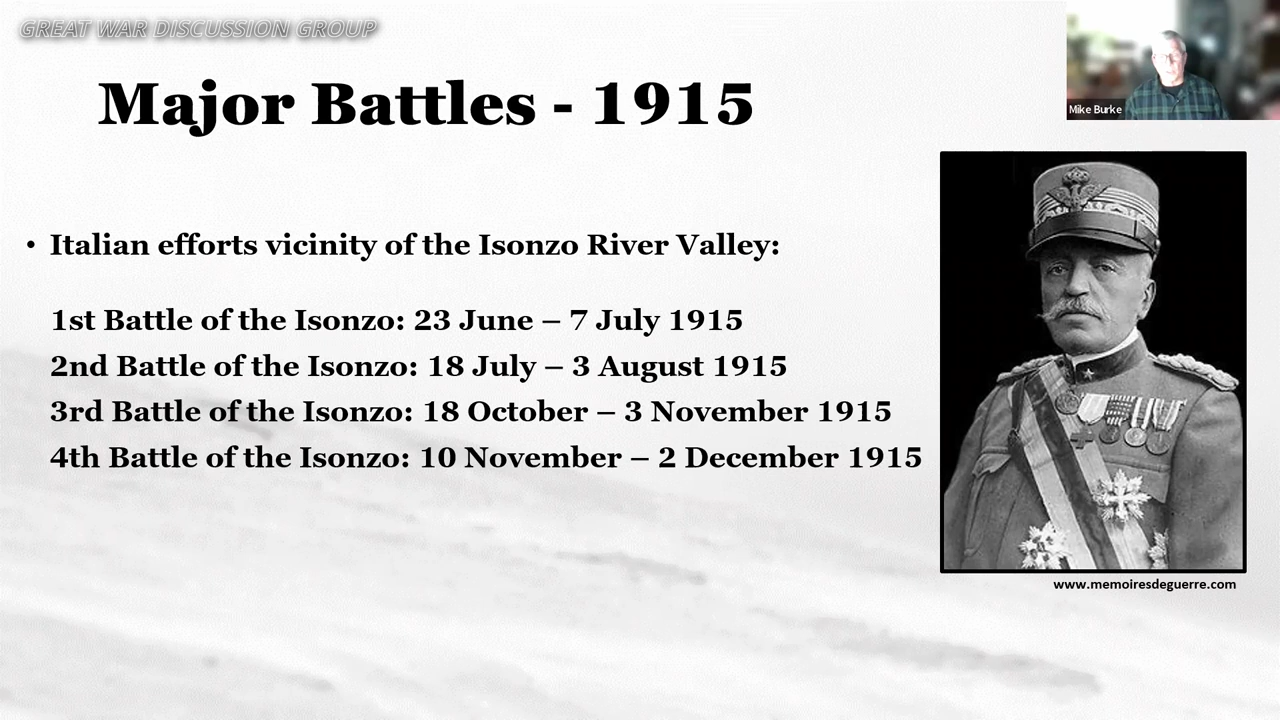 GREAT WAR DISCUSSION GROUP
Major Battles - 1915
Mike Burke
• Italian efforts vicinity of the Isonzo River Valley:
1st Battle of the Isonzo: 23 June – 7 July 1915
2nd Battle of the Isonzo: 18 July – 3 August 1915
3rd Battle of the Isonzo: 18 October – 3 November 1915
4th Battle of the Isonzo: 10 November – 2 December 1915
www.memoiresdeguerre.com